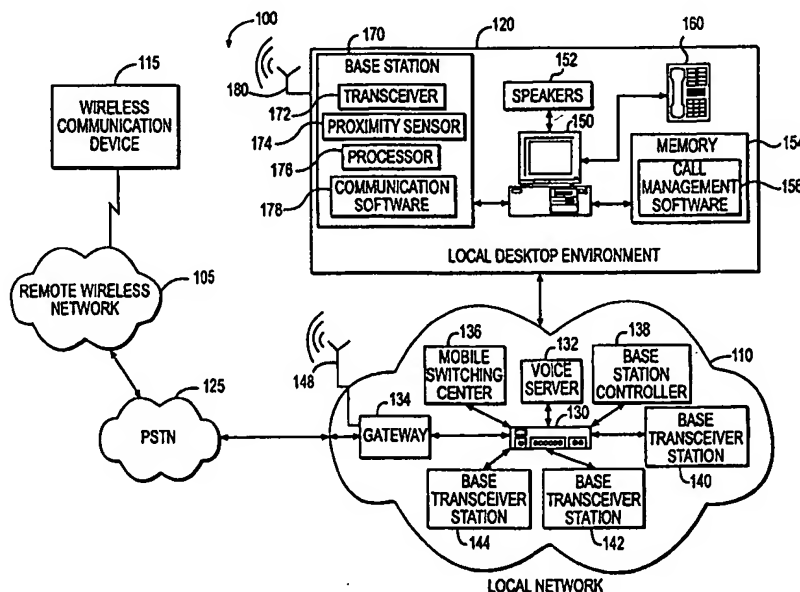 100
120
115
WIRELESS
COMMUNICATION
DEVICE
180
170
BASE STATION
172
TRANSCEIVER
174
PROXIMITY SENSOR
176
PROCESSOR
178
COMMUNICATION
SOFTWARE
152
SPEAKERS
150
160
MEMORY
154
CALL
MANAGEMENT
SOFTWARE
156
LOCAL DESKTOP ENVIRONMENT
REMOTE WIRELESS
NETWORK
105
125
PSTN
148
134
GATEWAY
136
MOBILE
SWITCHING
CENTER
132
VOICE
SERVER
130
138
BASE
STATION
CONTROLLER
110
BASE
TRANSCEIVER
STATION
140
BASE
TRANSCEIVER
STATION
144
BASE
TRANSCEIVER
STATION
142
LOCAL NETWORK